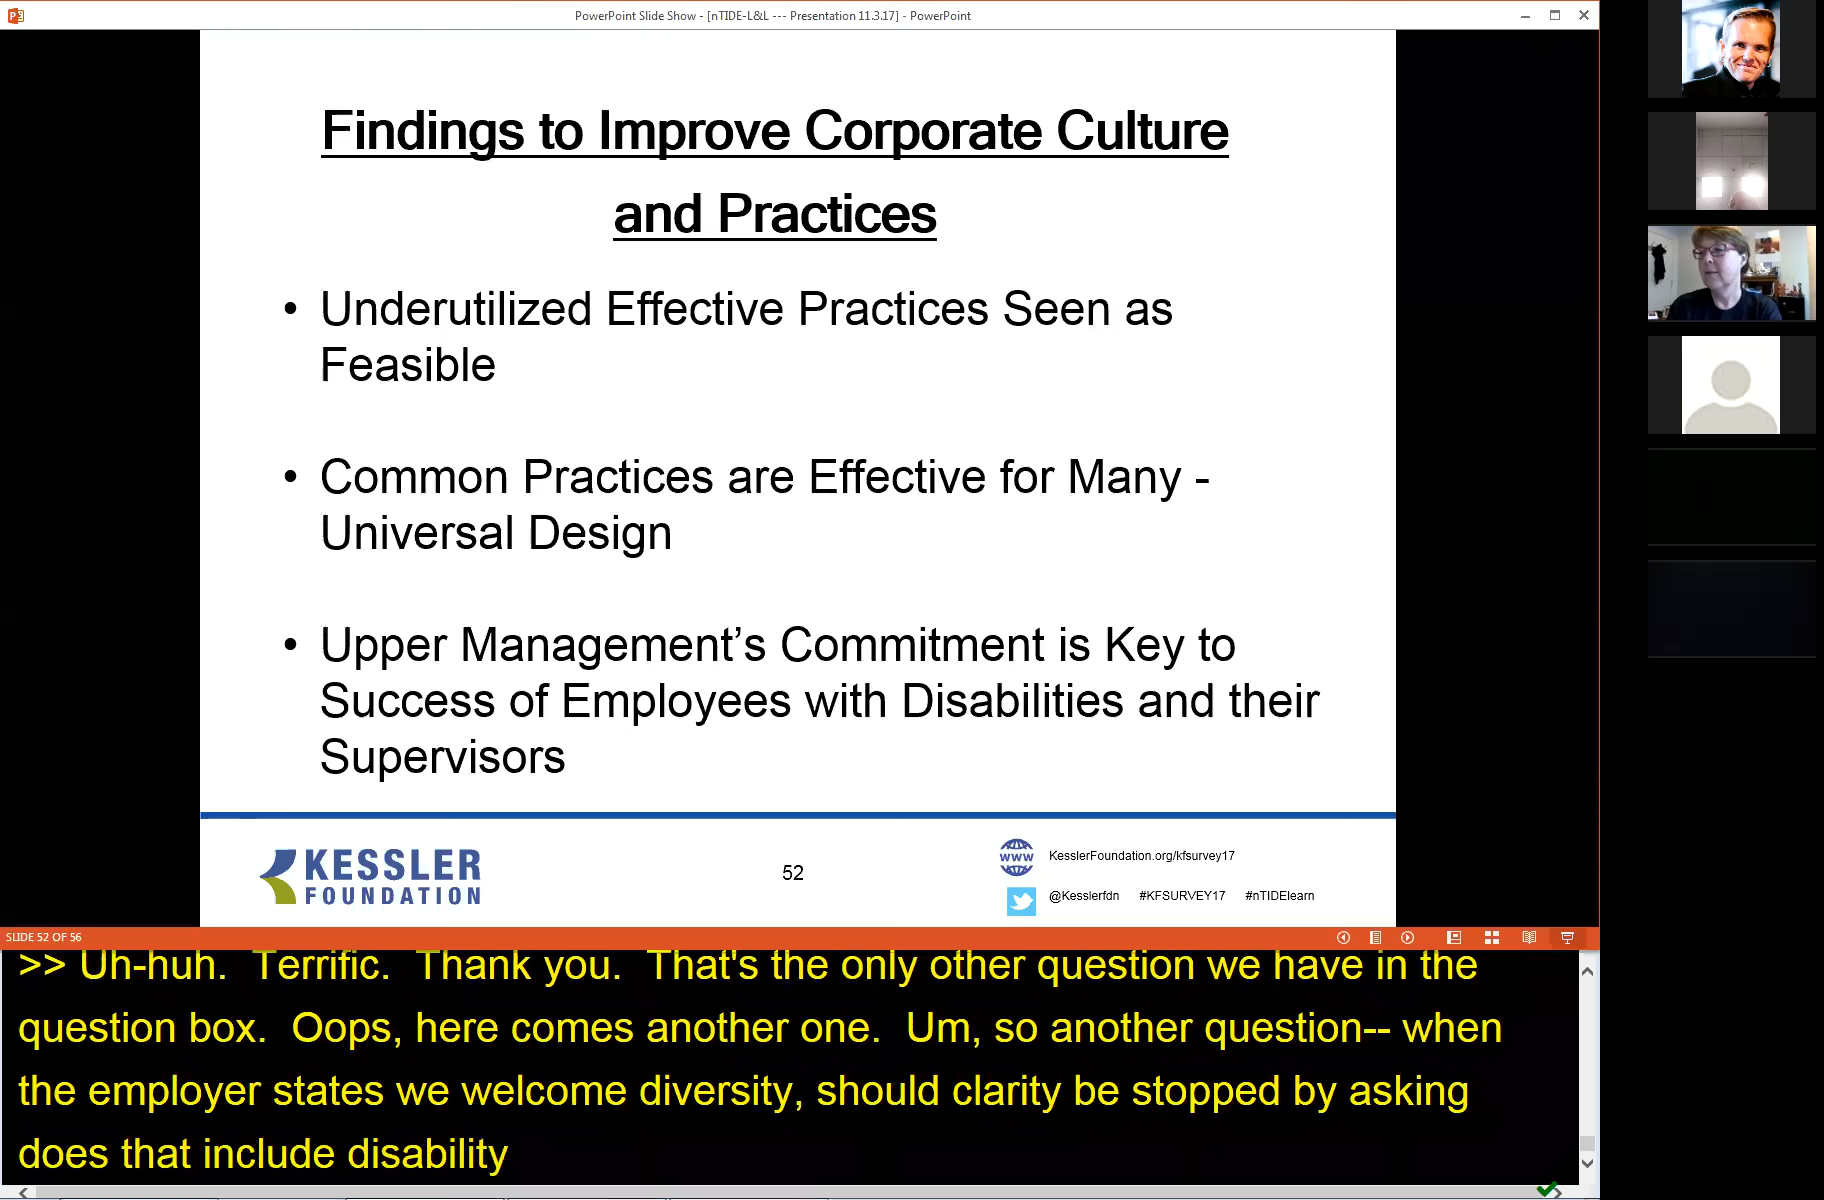 PowerPoint Slide Show - [nTIDE-L&L --- Presentation 11.3.17] - PowerPoint
Findings to Improve Corporate Culture
and Practices
• Underutilized Effective Practices Seen as
Feasible
• Common Practices are Effective for Many -
Universal Design
• Upper Management’s Commitment is Key to
Success of Employees with Disabilities and their
Supervisors
KESSLER
FOUNDATION
52
www
KesslerFoundation.org/kfsurvey17
@Kesslerfdn #KFSURVEY17 #nTIDElearn
SLIDE 52 OF 56
>> Uh-huh.  Terrific.  Thank you.  That's the only other question we have in the
question box.  Oops, here comes another one.  Um, so another question-- when
the employer states we welcome diversity, should clarity be stopped by asking
does that include disability